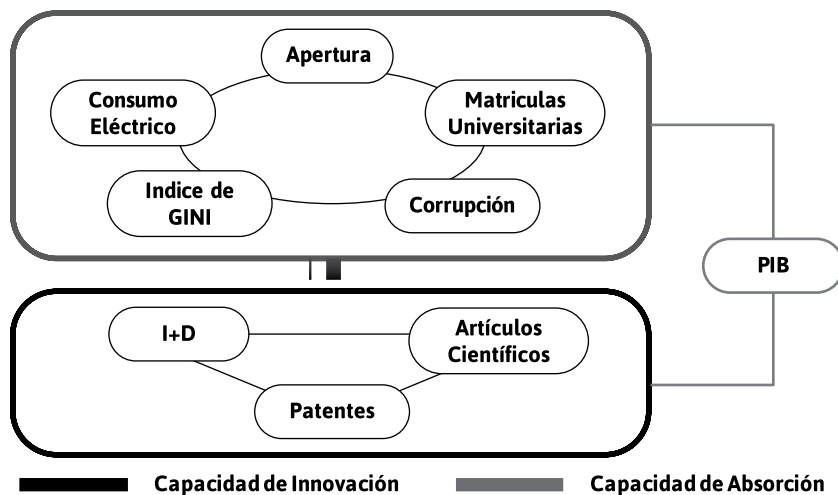 Apertura
Consumo
Eléctrico
Matriculas
Universitarias
Indice de
GINI
Corrupción
PIB
I+D
Artículos
Científicos
Patentes
Capacidad de Innovación
Capacidad de Absorción